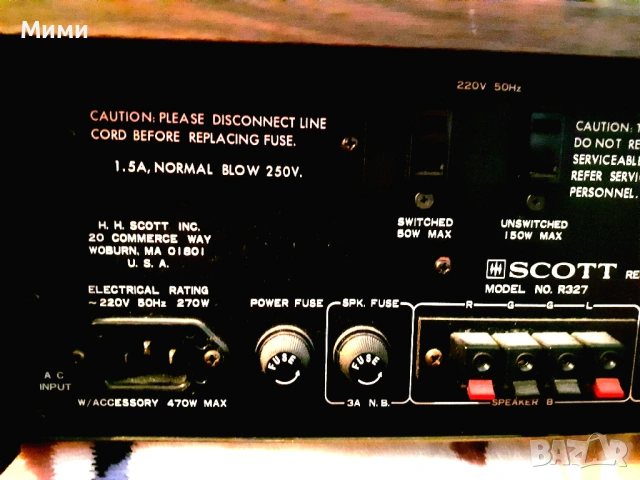 Мими
220V 50Hz
CAUTION: PLEASE DISCONNECT LINE
CORD BEFORE REPLACING FUSE.
1.5A, NORMAL BLOW 250V.
CAUTION:
DO NOT
SERVICEABLE
REFER
PERSONNEL.
SWITCHED
50W MAX
UNSWITCHED
150W MAX
H. H. SCOTT INC.
20 COMMERCE WAY
WOBURN, MA 01801
U. S. A.
SCOTT
MODEL NO. R327
ELECTRICAL RATING
~220V 50Hz 270W
POWER FUSE
SPK. FUSE
R G G L
FUSE
FUSE
A C
INPUT
W/ACCESSORY 470W MAX
3A N.B.
SPEAKER B
BAZAR